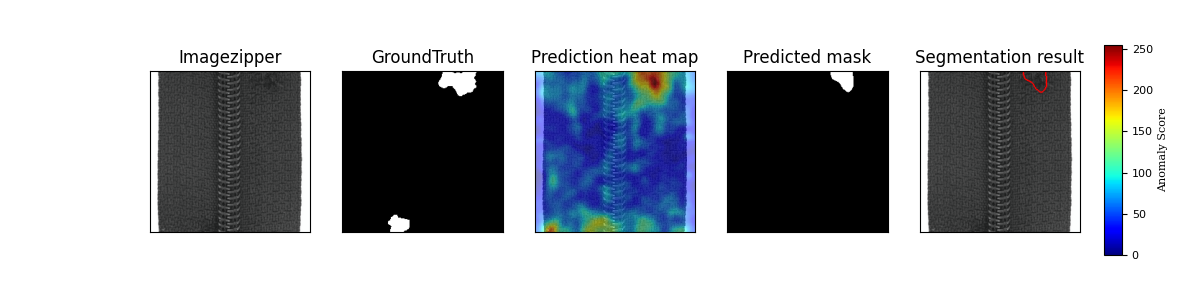 Imagezipper
GroundTruth
Prediction heat map
Predicted mask
Segmentation result
250
200
150
100
50
0
Anomaly Score